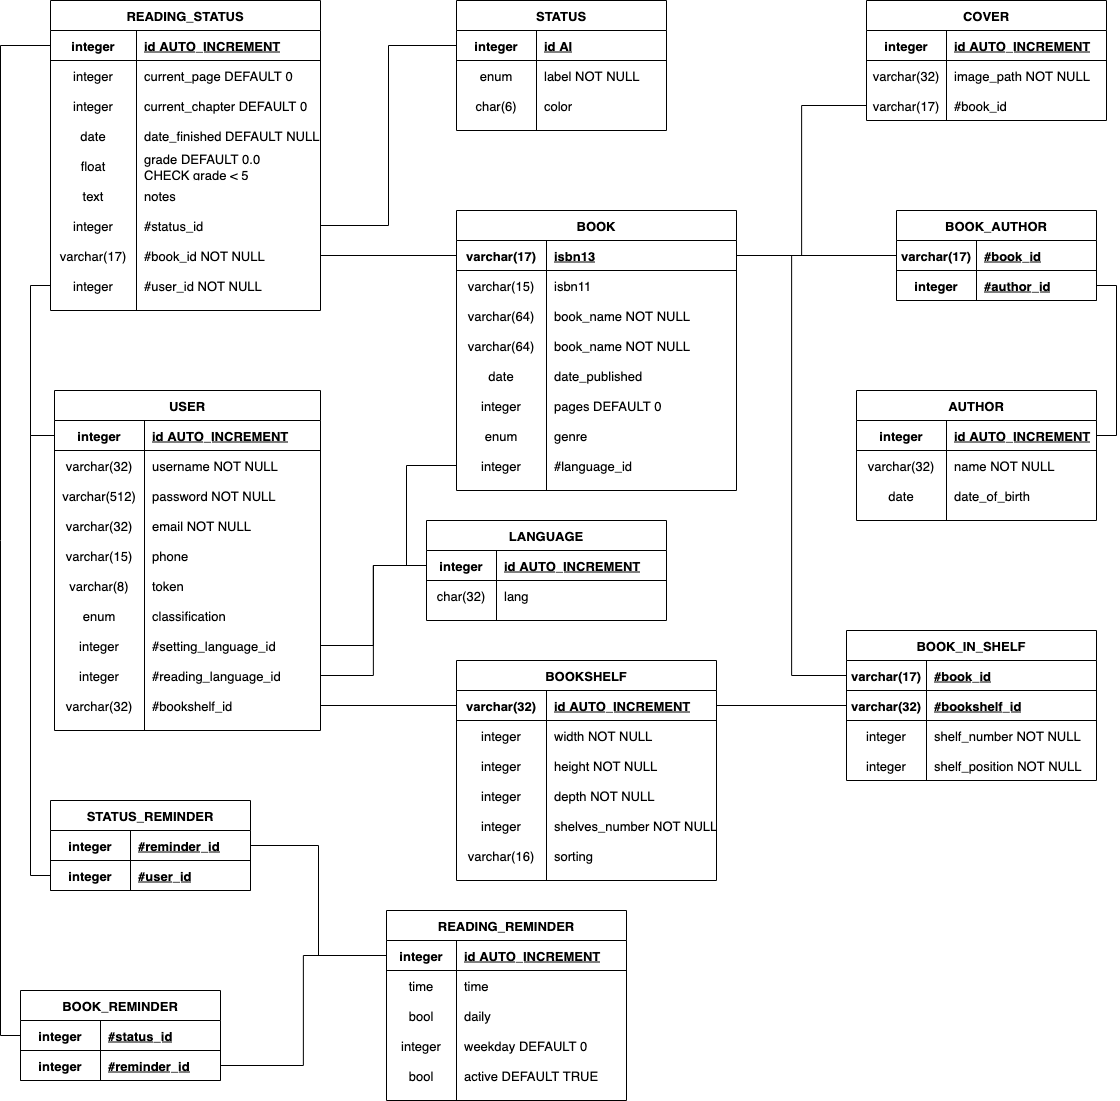 READING_STATUS
integer id AUTO_INCREMENT
integer current_page DEFAULT 0
integer current_chapter DEFAULT 0
date date_finished DEFAULT NULL
float grade DEFAULT 0.0
CHECK grade < 5
text notes
integer #status_id
varchar(17) #book_id NOT NULL
integer #user_id NOT NULL
STATUS
integer id AI
enum label NOT NULL
char(6) color
COVER
integer id AUTO_INCREMENT
varchar(32) image_path NOT NULL
varchar(17) #book_id
BOOK
varchar(17) isbn13
varchar(15) isbn11
varchar(64) book_name NOT NULL
varchar(64) book_name NOT NULL
date date_published
integer pages DEFAULT 0
enum genre
integer #language_id
BOOK_AUTHOR
varchar(17) #book_id
integer #author_id
USER
integer id AUTO_INCREMENT
varchar(32) username NOT NULL
varchar(512) password NOT NULL
varchar(32) email NOT NULL
varchar(15) phone
varchar(8) token
enum classification
integer #setting_language_id
integer #reading_language_id
varchar(32) #bookshelf_id
AUTHOR
integer id AUTO_INCREMENT
varchar(32) name NOT NULL
date date_of_birth
LANGUAGE
integer id AUTO_INCREMENT
char(32) lang
BOOKSHELF
varchar(32) id AUTO_INCREMENT
integer width NOT NULL
integer height NOT NULL
integer depth NOT NULL
integer shelves_number NOT NULL
varchar(16) sorting
BOOK_IN_SHELF
varchar(17) #book_id
varchar(32) #bookshelf_id
integer shelf_number NOT NULL
integer shelf_position NOT NULL
STATUS_REMINDER
integer #reminder_id
integer #user_id
READING_REMINDER
integer id AUTO_INCREMENT
time time
bool daily
integer weekday DEFAULT 0
bool active DEFAULT TRUE
BOOK_REMINDER
integer #status_id
integer #reminder_id